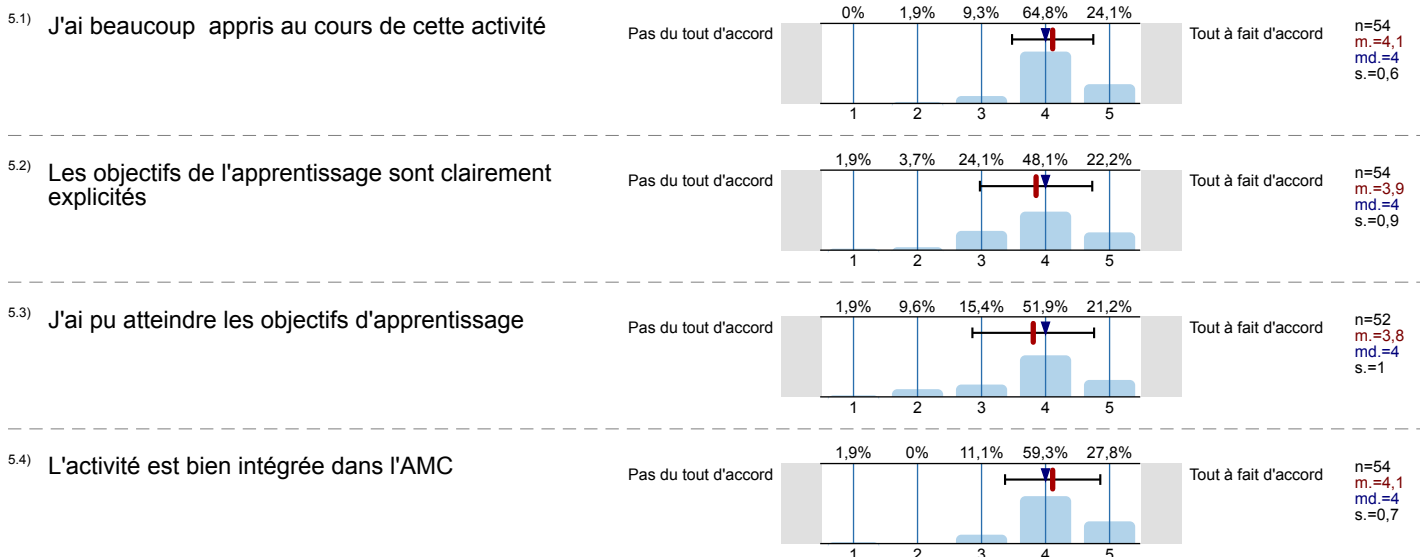 5.1) J'ai beaucoup appris au cours de cette activité
0% 1,9% 9,3% 64,8% 24,1%
Pas du tout d'accord Tout à fait d'accord
1 2 3 4 5
n=54
m.=4,1
md.=4
s.=0,6
5.2) Les objectifs de l'apprentissage sont clairement
explicités
1,9% 3,7% 24,1% 48,1% 22,2%
Pas du tout d'accord Tout à fait d'accord
1 2 3 4 5
n=54
m.=3,9
md.=4
s.=0,9
5.3) J'ai pu atteindre les objectifs d'apprentissage
1,9% 9,6% 15,4% 51,9% 21,2%
Pas du tout d'accord Tout à fait d'accord
1 2 3 4 5
n=52
m.=3,8
md.=4
s.=1
5.4) L'activité est bien intégrée dans l'AMC
1,9% 0% 11,1% 59,3% 27,8%
Pas du tout d'accord Tout à fait d'accord
1 2 3 4 5
n=54
m.=4,1
md.=4
s.=0,7